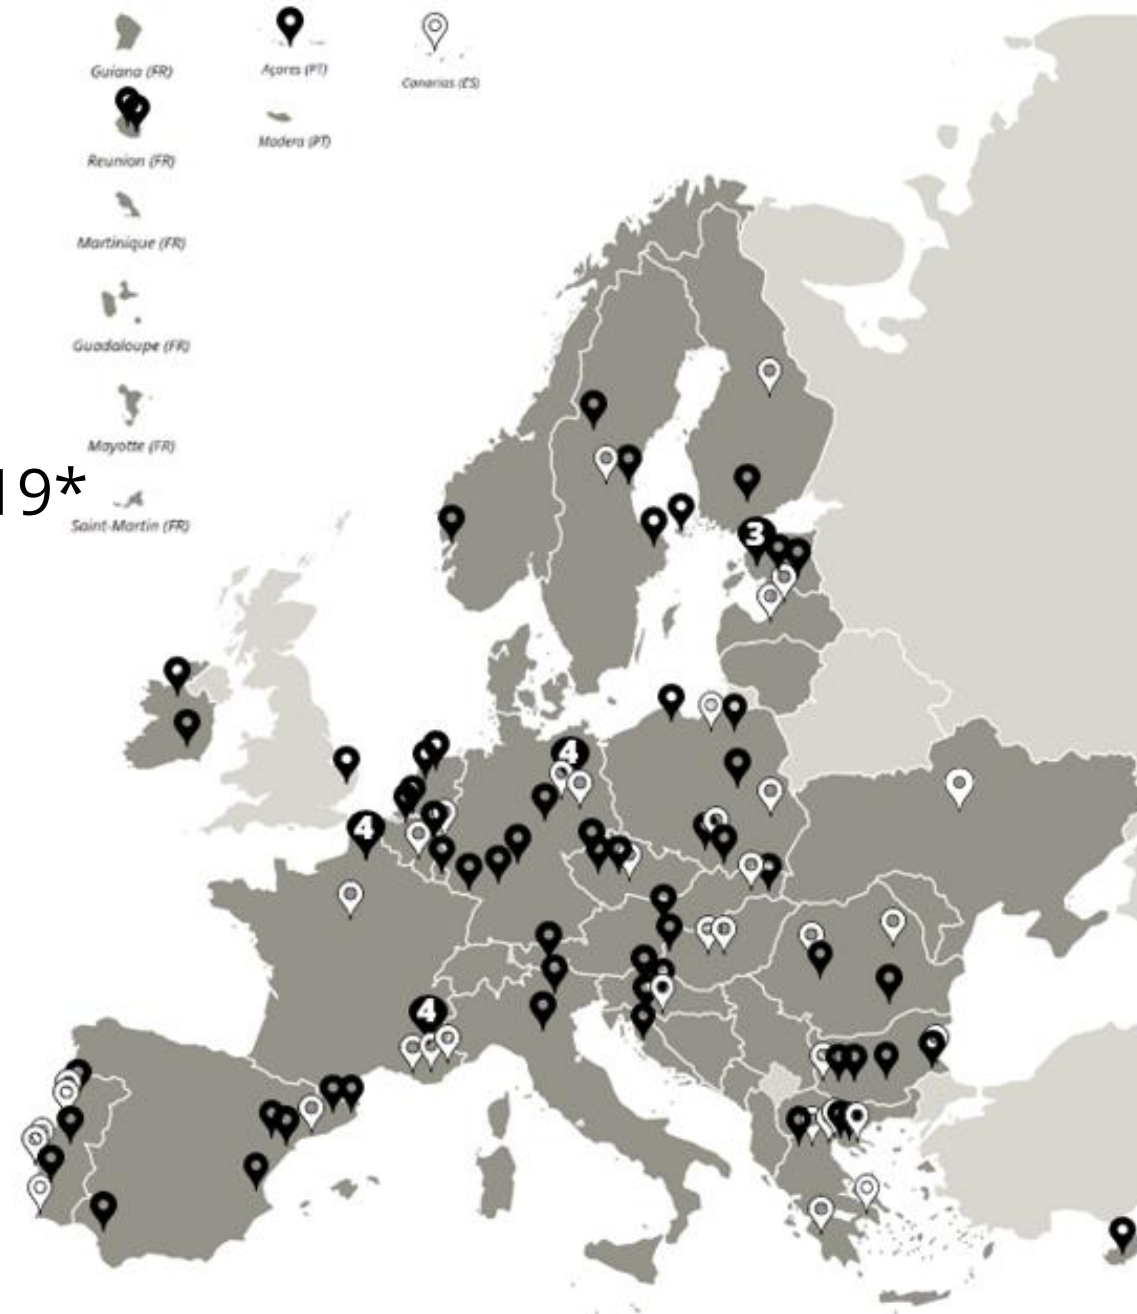 Guiana (FR)
Açores (PT)
Canarias (ES)
Reunion (FR)
Madera (PT)
Martinique (FR)
Guadaloupe (FR)
Mayotte (FR)
19*
Saint-Martin (FR)
3
4
4
4